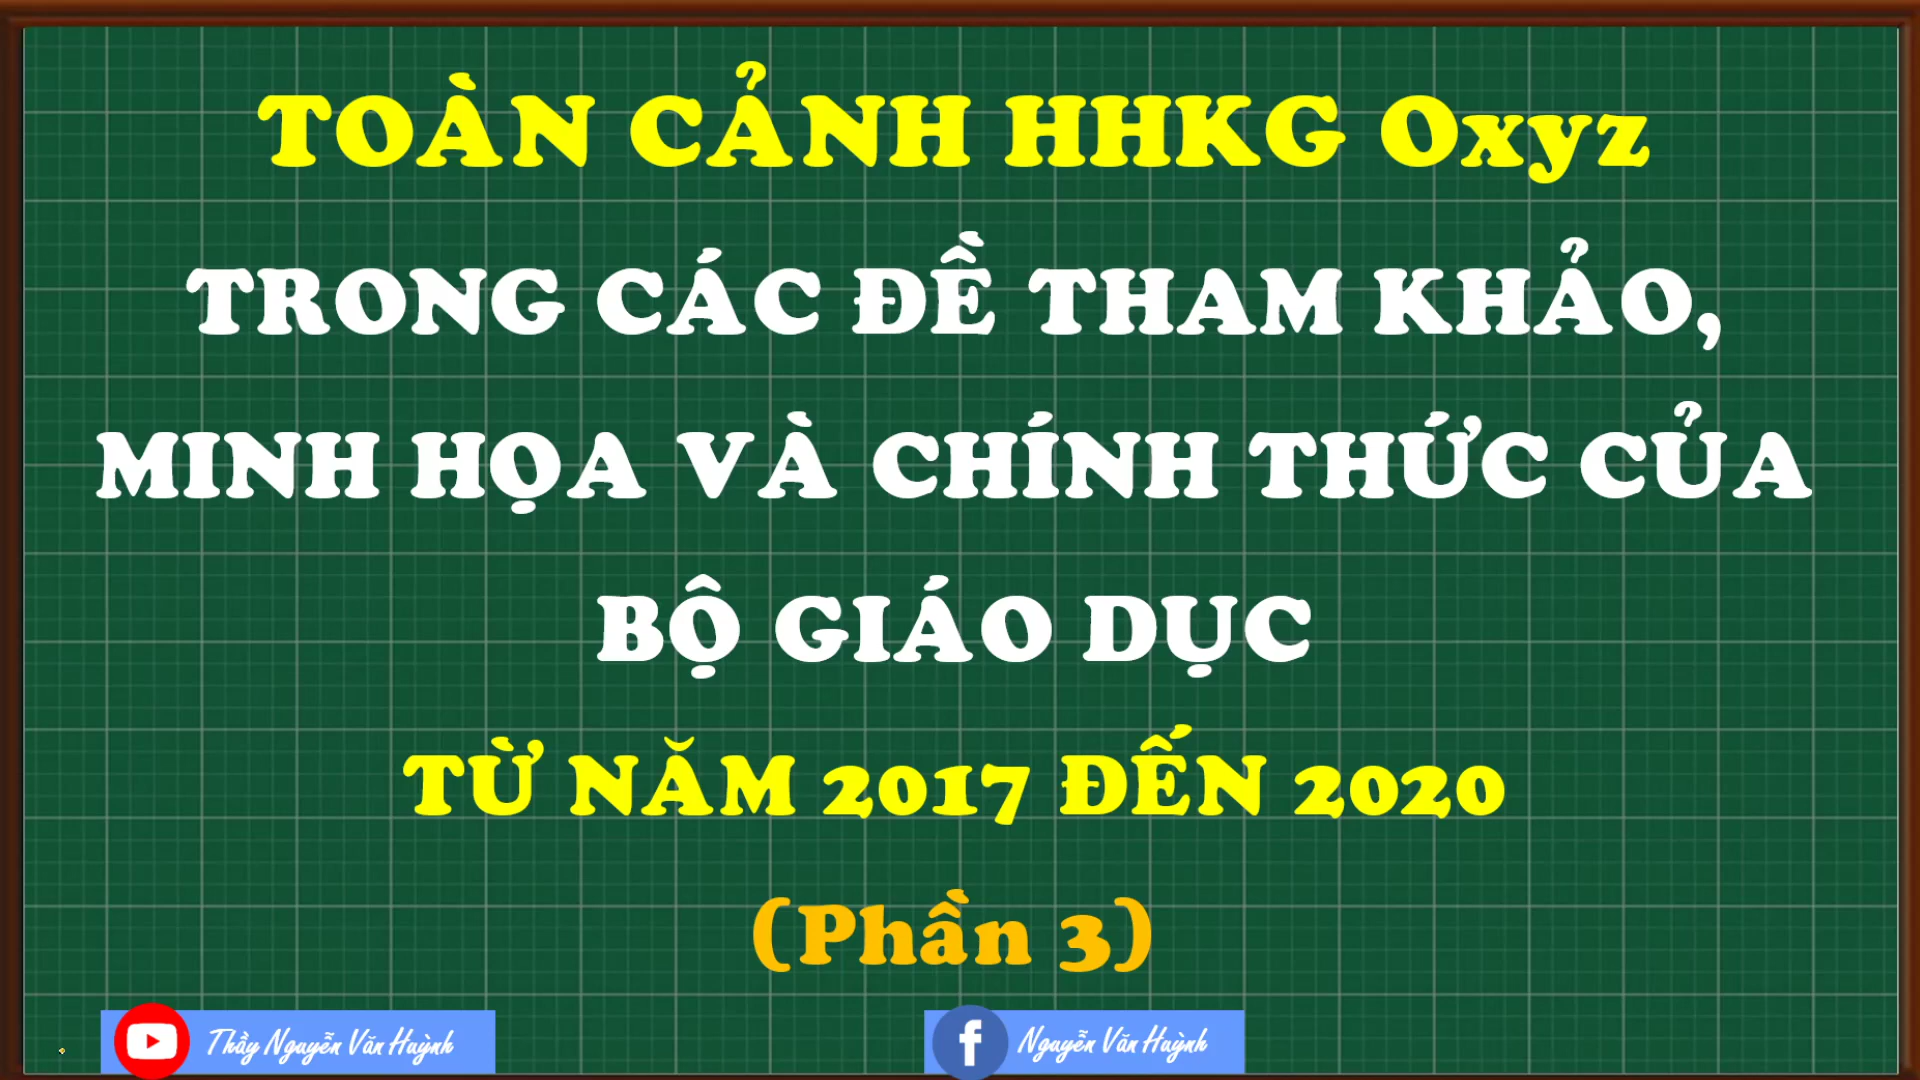 TOÀN CẢNH HHKG Oxyz
TRONG CÁC ĐỀ THAM KHẢO,
MINH HỌA VÀ CHÍNH THỨC CỦA
BỘ GIÁO DỤC
TỪ NĂM 2017 ĐẾN 2020
(Phần 3)
Thầy Nguyễn Văn Huỳnh
f Nguyễn Văn Huỳnh